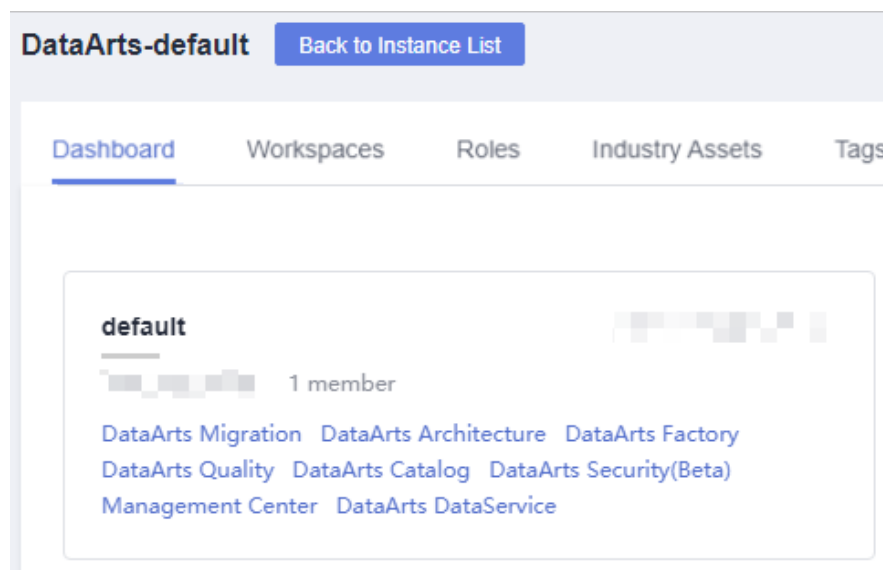 DataArts-default Back to Instance List
Dashboard Workspaces Roles Industry Assets Tags
default
1 member
DataArts Migration DataArts Architecture DataArts Factory
DataArts Quality DataArts Catalog DataArts Security(Beta)
Management Center DataArts DataService